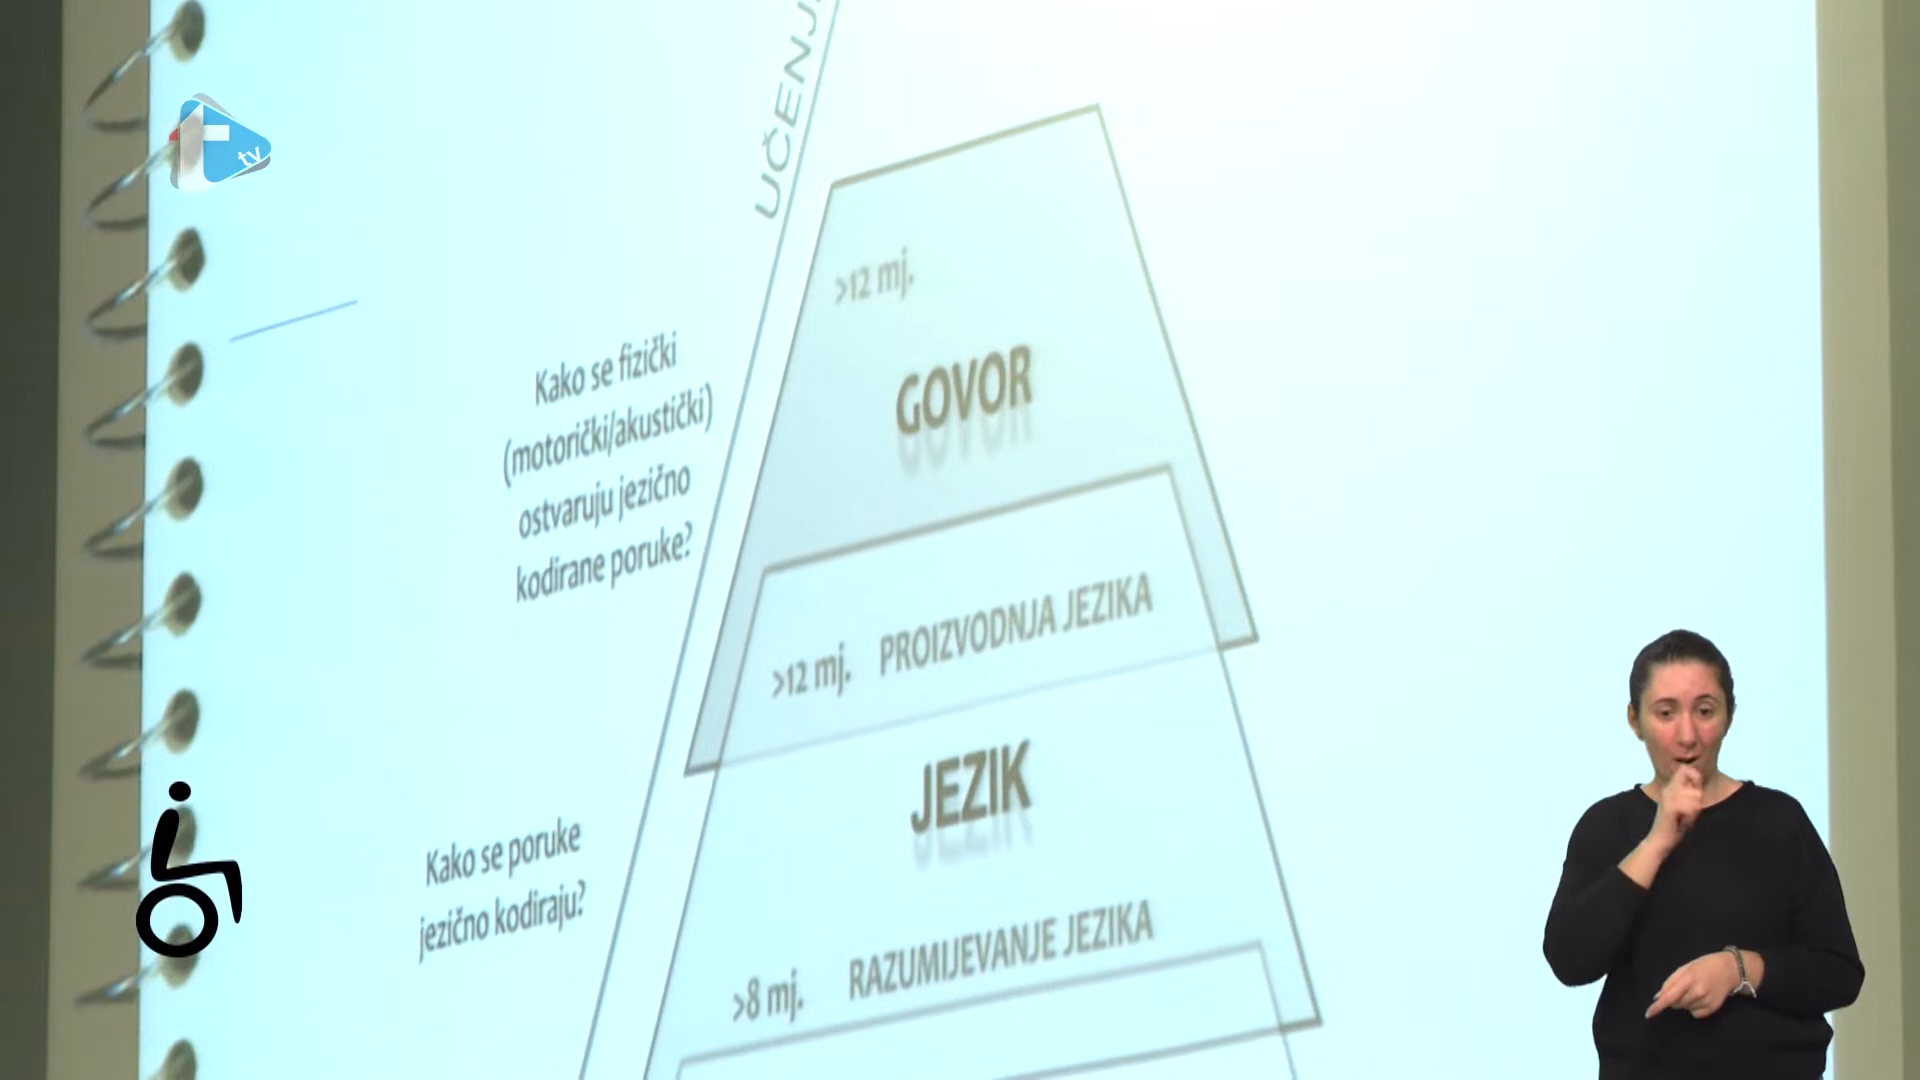 tv
UČENJE
>12 mj.
GOVOR
Kako se fizički
(motorički/akustički)
ostvaruju jezično
kodirane poruke?
>12 mj. PROIZVODNJA JEZIKA
JEZIK
Kako se poruke
jezično kodiraju?
>8 mj. RAZUMIJEVANJE JEZIKA